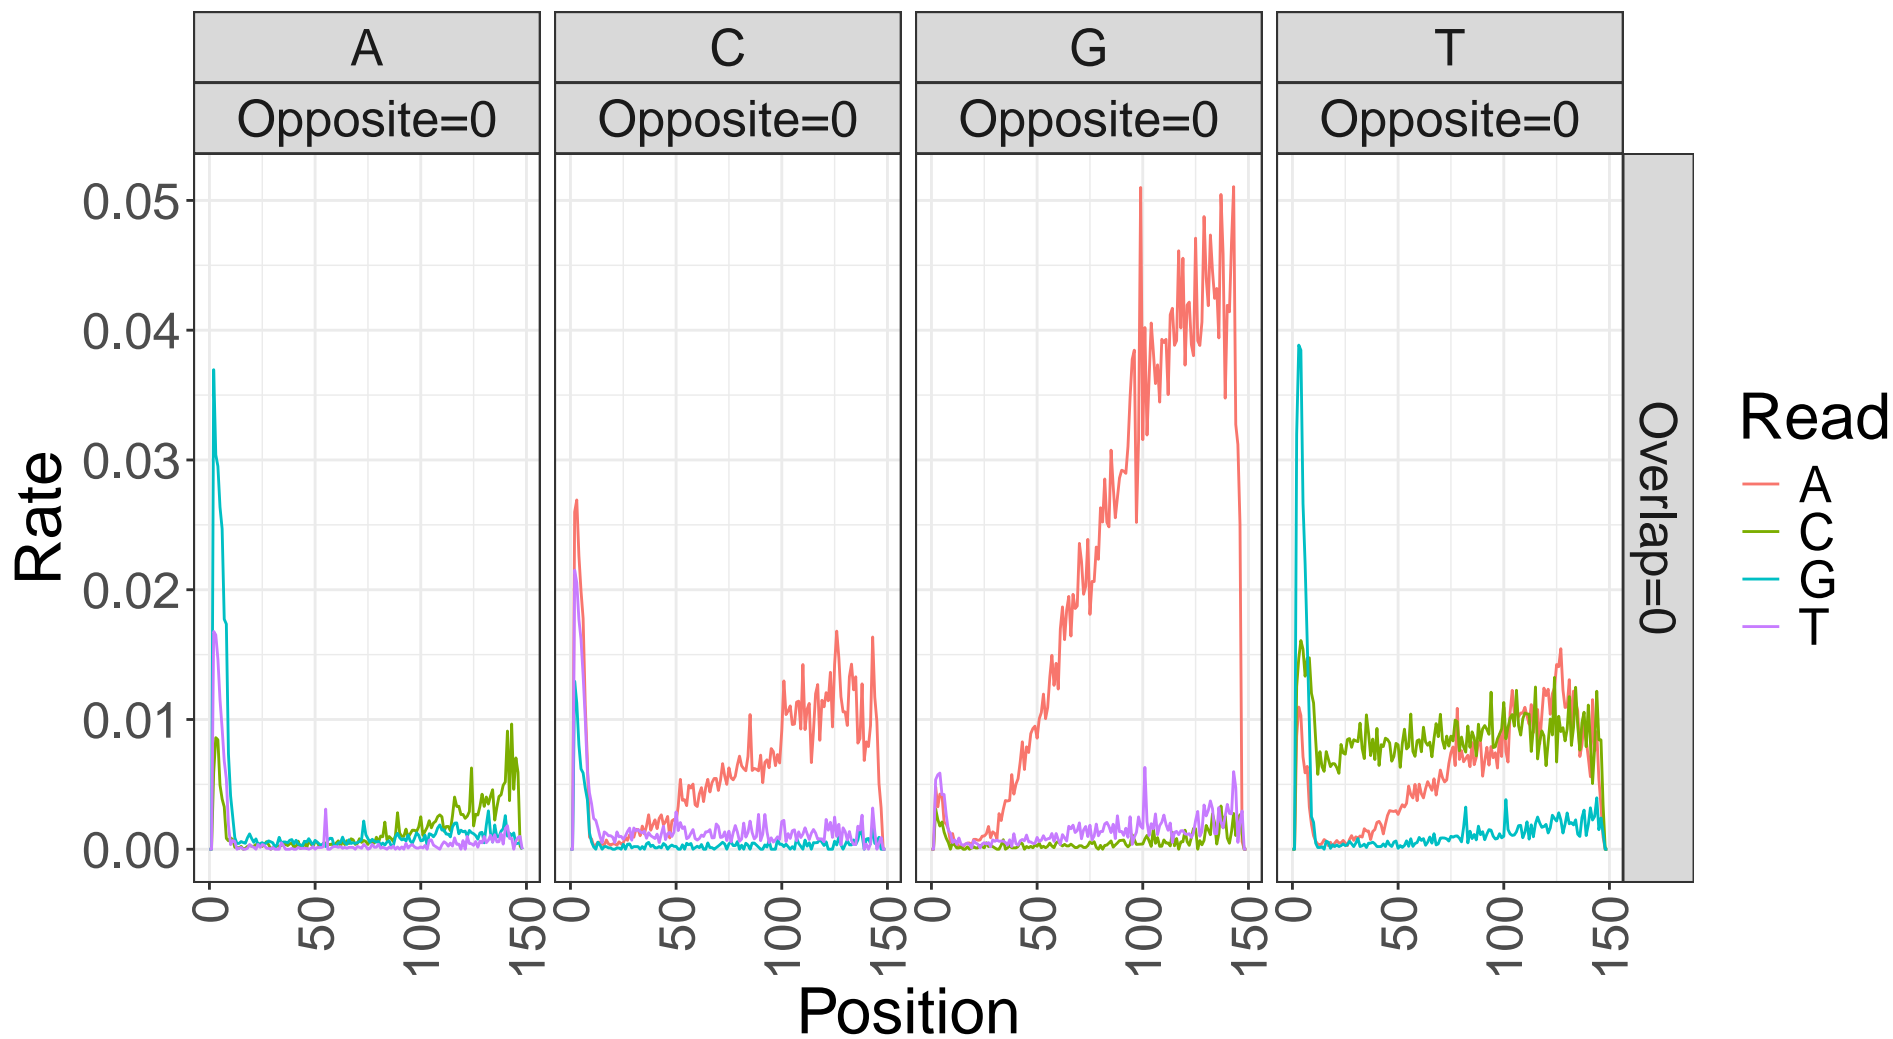 A C G T
Opposite=0 Opposite=0 Opposite=0 Opposite=0
Overlap=0
Rate
0.05
0.04
0.03
0.02
0.01
0.00
0 50 100 150 0 50 100 150 0 50 100 150 0 50 100 150
Position
Read
A
C
G
T